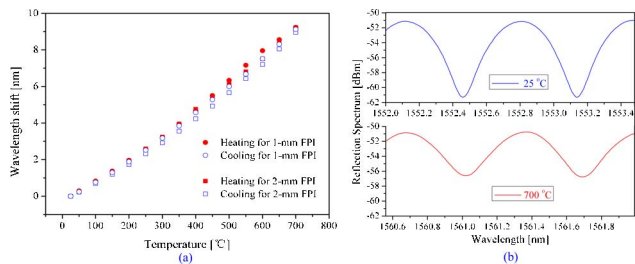 (a)
10
8
6
4
2
0
Wavelength shift [nm]
Heating for 1-mm FPI
Cooling for 1-mm FPI
Heating for 2-mm FPI
Cooling for 2-mm FPI
0 100 200 300 400 500 600 700 800
Temperature [℃]
(a)
(b)
-50
-52
-54
-56
-58
-60
-62
25 °C
1552.0 1552.2 1552.4 1552.6 1552.8 1553.0 1553.2 1553.4
Reflection Spectrum [dBm]
-50
-52
-54
-56
-58
-60
-62
700 °C
1560.6 1560.8 1561.0 1561.2 1561.4 1561.6 1561.8
Wavelength [nm]
(b)